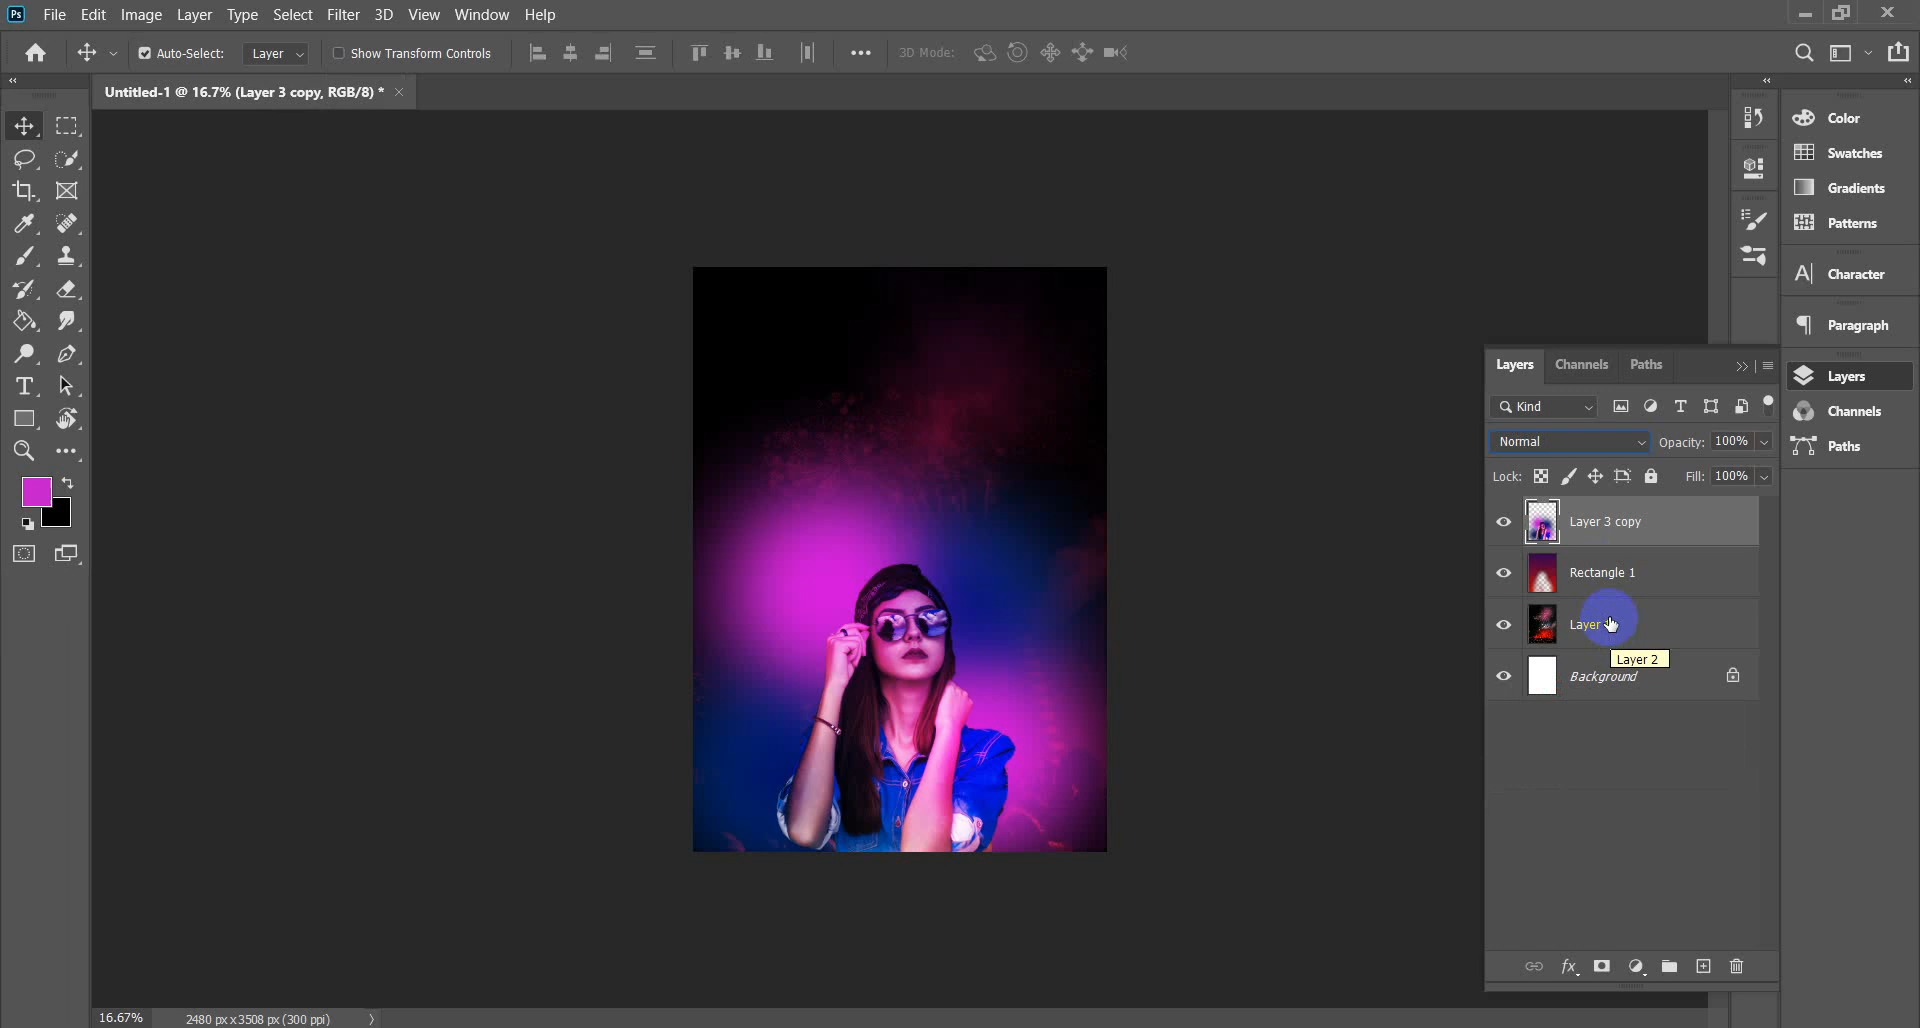 Ps File Edit Image Layer Type Select Filter 3D View Window Help
Auto-Select: Layer Show Transform Controls 3D Mode:
Untitled-1 @ 16.7% (Layer 3 copy, RGB/8) *
Color
Swatches
Gradients
Patterns
Character
Paragraph
Layers
Channels
Paths
Layers Channels Paths
Kind
Normal Opacity: 100%
Lock: Fill: 100%
Layer 3 copy
Rectangle 1
Layer
Layer 2
Background
fx
16.67% 2480 px x 3508 px (300 ppi)